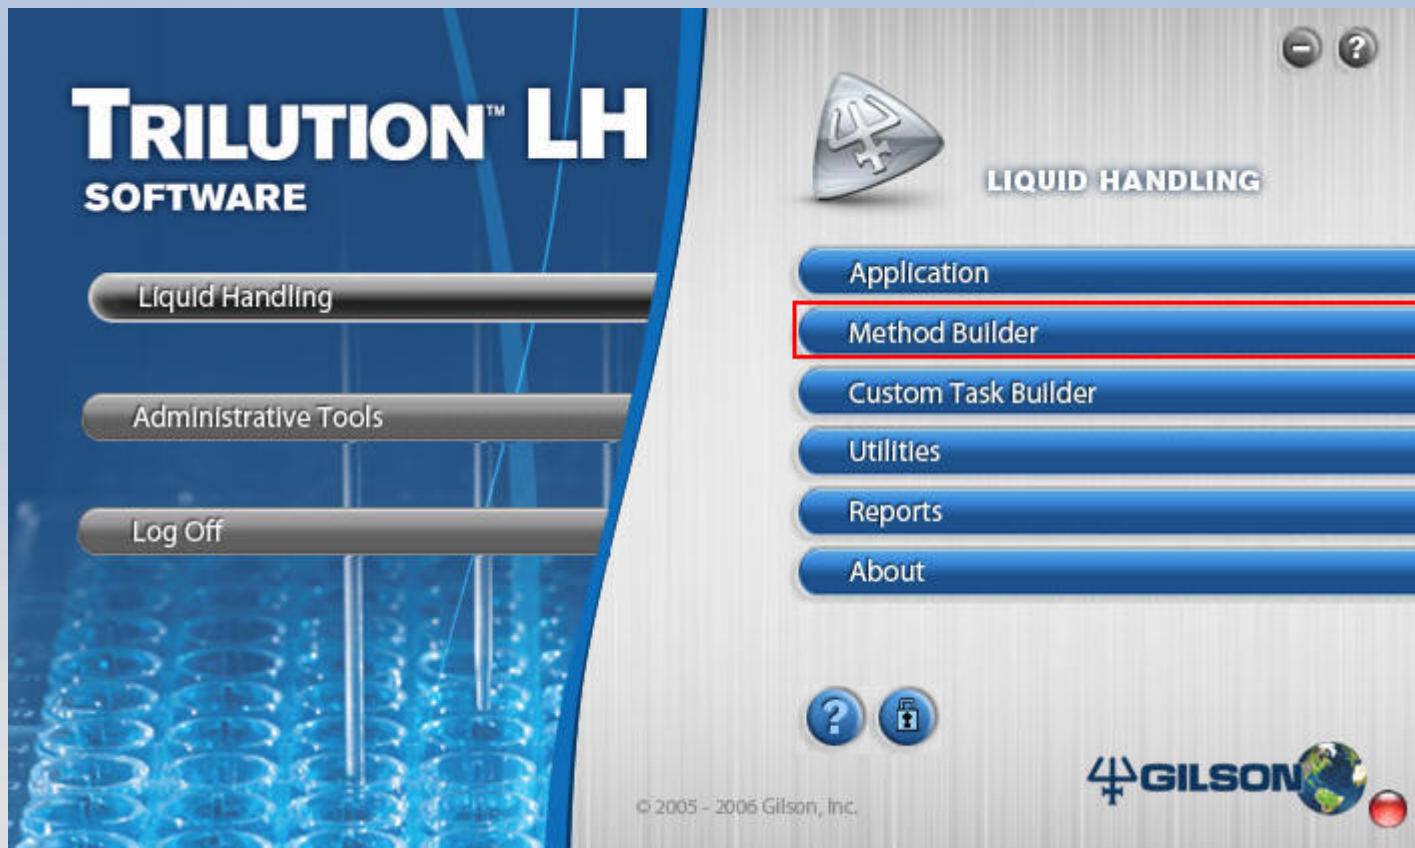 TRILUTION™ LH
SOFTWARE
Liquid Handling
Administrative Tools
Log Off
LIQUID HANDLING
Application
Method Builder
Custom Task Builder
Utilities
Reports
About
GILSON
© 2005 - 2006 Gilson, Inc.